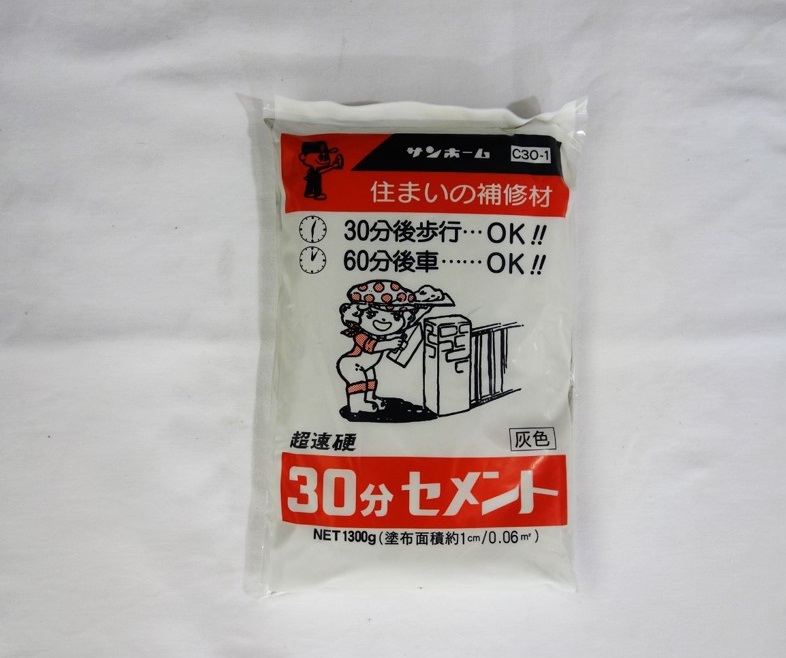 サンホーム C30-1
住まいの補修材
30分後歩行…OK!!
60分後車……OK!!
超速硬 灰色
30分セメント
NET1300g(塗布面積約1cm/0.06㎡)